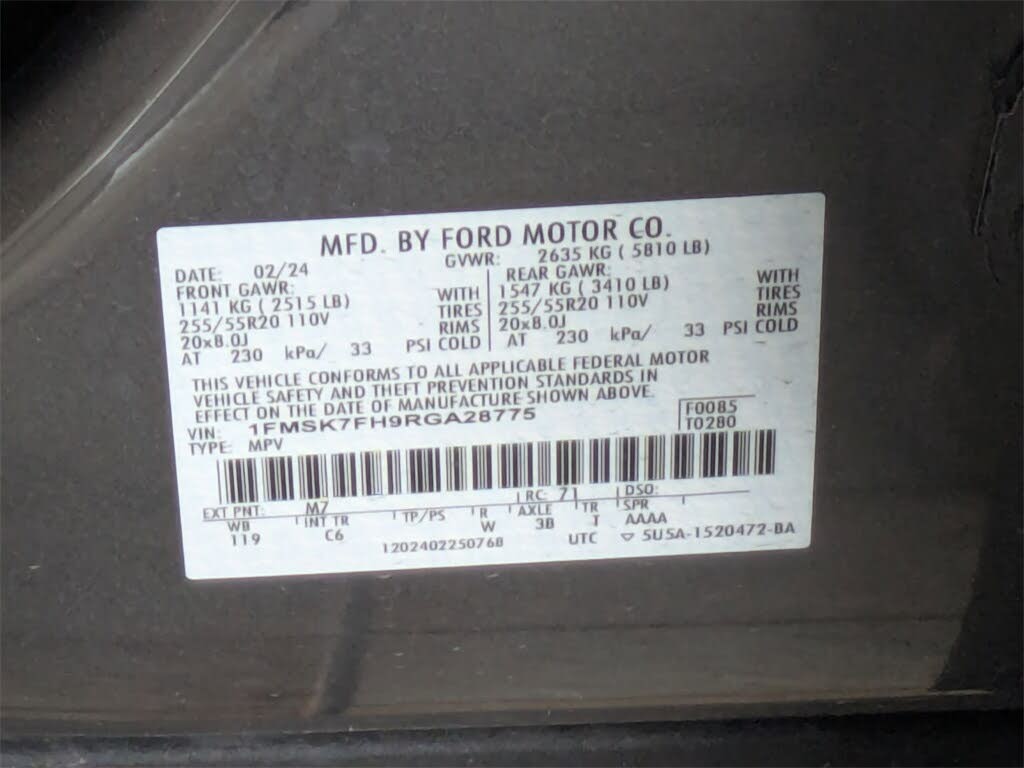 MFD. BY FORD MOTOR CO.
DATE: 02/24 GVWR: 2635 KG ( 5810 LB)
FRONT GAWR: REAR GAWR:
1141 KG ( 2515 LB) WITH 1547 KG ( 3410 LB) WITH
255/55R20 110V TIRES 255/55R20 110V TIRES
20x8.0J RIMS 20x8.0J RIMS
AT 230 kPa/ 33 PSI COLD AT 230 kPa/ 33 PSI COLD
THIS VEHICLE CONFORMS TO ALL APPLICABLE FEDERAL MOTOR
VEHICLE SAFETY AND THEFT PREVENTION STANDARDS IN
EFFECT ON THE DATE OF MANUFACTURE SHOWN ABOVE.
VIN: 1FMSK7FH9RGA28775 F0085
TYPE: MPV T0280
EXT PNT: M7 RC: 71 DSO:
WB INT TR TP/PS R AXLE TR SPR
119 C6 W 3B T AAAA
1202402250768 UTC ▽ 5U5A-1520472-BA